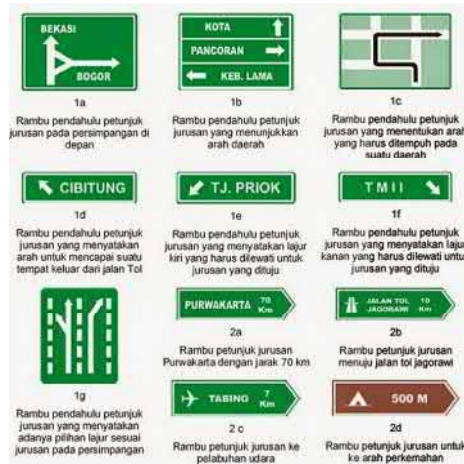 BEKASI
BOGOR
1a
Rambu pendahulu petunjuk
jurusan pada persimpangan di
depan
KOTA
PANCORAN
KEB. LAMA
1b
Rambu pendahulu petunjuk
jurusan yang menunjukkan
arah daerah
1c
Rambu pendahulu petunjuk
jurusan yang menentukan arah
yang harus ditempuh pada
suatu daerah
CIBITUNG
1d
Rambu pendahulu petunjuk
jurusan yang menyatakan
arah untuk mencapai suatu
tempat keluar dari jalan Tol
TJ. PRIOK
1e
Rambu pendahulu petunjuk
jurusan yang menyatakan lajur
kiri yang harus dilewati untuk
jurusan yang dituju
TMII
1f
Rambu pendahulu petunjuk
jurusan yang menyatakan lajur
kanan yang harus dilewati untuk
jurusan yang dituju
1g
Rambu pendahulu petunjuk
jurusan yang menyatakan
adanya pilihan lajur sesuai
jurusan pada persimpangan
PURWAKARTA 70 Km
2a
Rambu petunjuk jurusan
Purwakarta dengan jarak 70 km
JALAN TOL 10
JAGORAWI Km
2b
Rambu petunjuk jurusan
menuju jalan tol jagorawi
TABING 7 Km
2c
Rambu petunjuk jurusan ke
pelabuhan udara
500 M
2d
Rambu petunjuk jurusan untuk
ke arah perkemahan